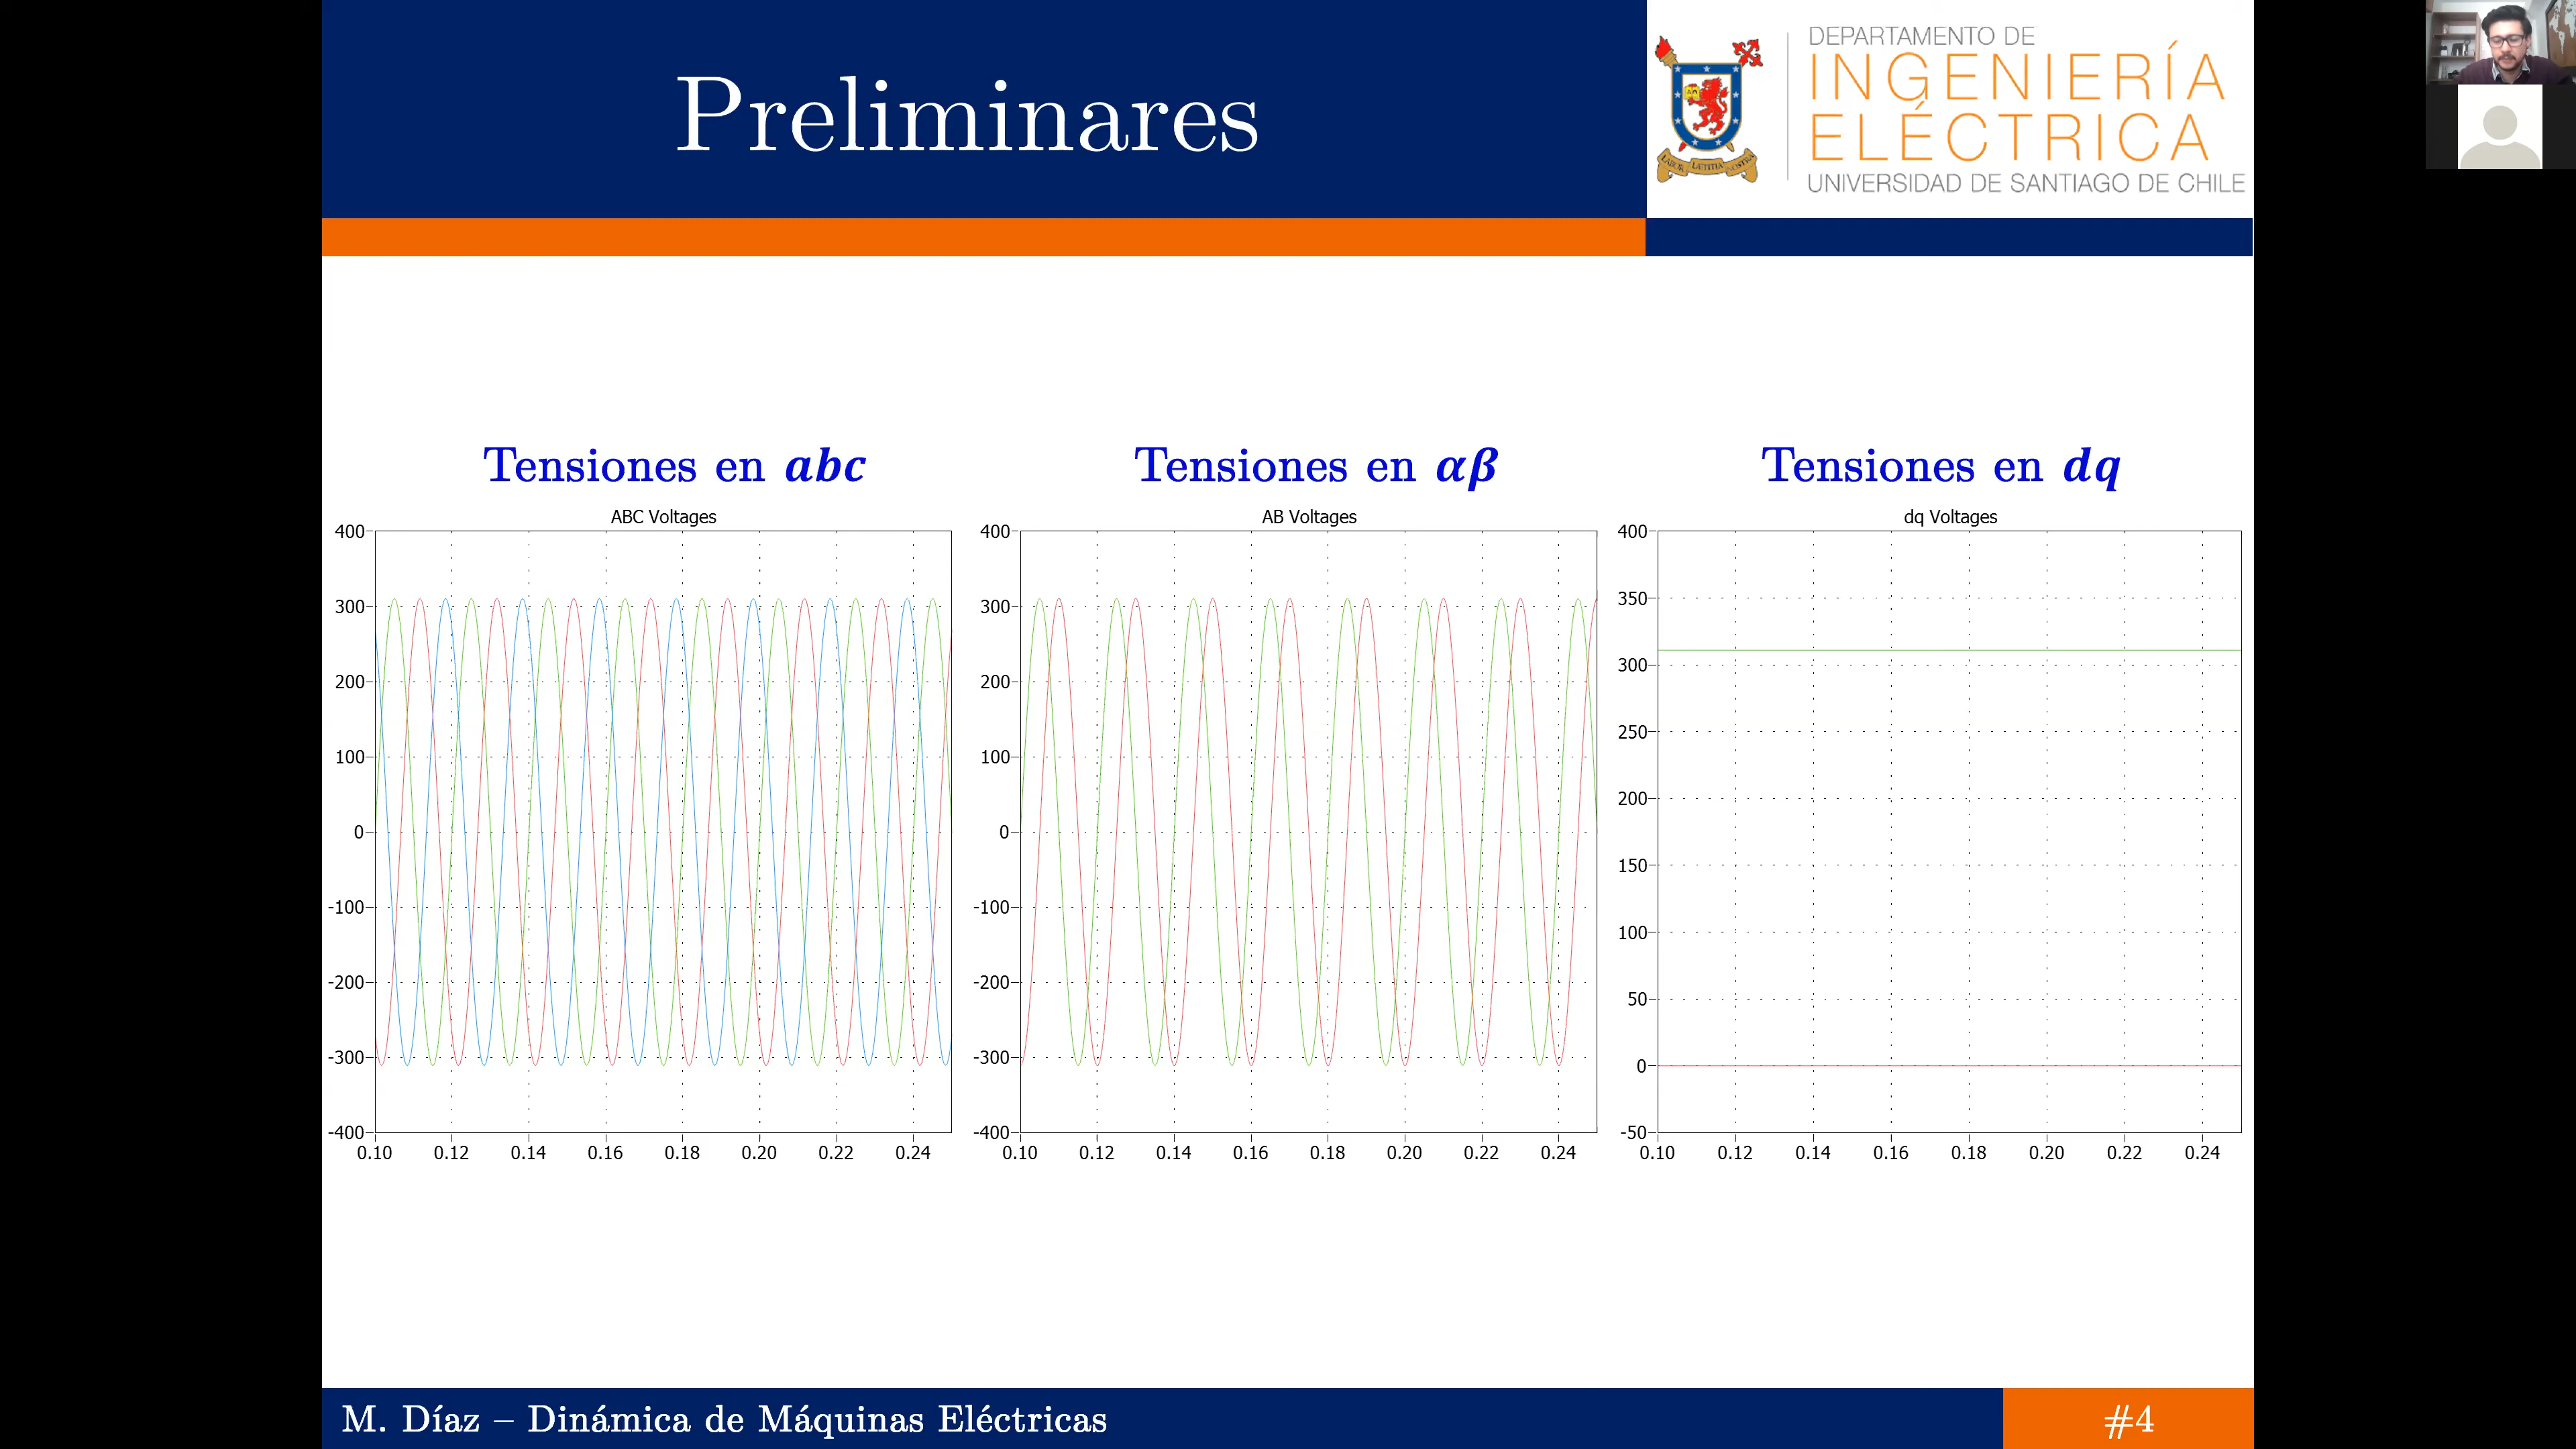 Preliminares
DEPARTAMENTO DE
INGENIERÍA
ELÉCTRICA
UNIVERSIDAD DE SANTIAGO DE CHILE
LABOR LÆTITIA NOSTRA
Tensiones en abc
Tensiones en αβ
Tensiones en dq
ABC Voltages
400
300
200
100
0
-100
-200
-300
-400
0.10 0.12 0.14 0.16 0.18 0.20 0.22 0.24
AB Voltages
400
300
200
100
0
-100
-200
-300
-400
0.10 0.12 0.14 0.16 0.18 0.20 0.22 0.24
dq Voltages
400
350
300
250
200
150
100
50
0
-50
0.10 0.12 0.14 0.16 0.18 0.20 0.22 0.24
M. Díaz – Dinámica de Máquinas Eléctricas
#4